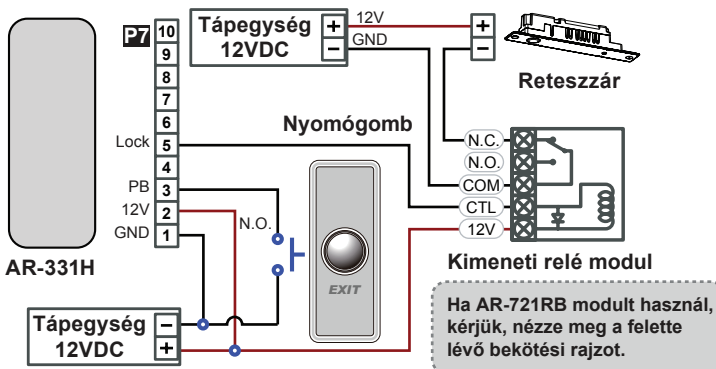 P7
10
9
8
7
6
Lock 5
4
PB 3
12V 2
GND 1
AR-331H
Tápegység
12VDC
+
−
12V
GND
+
−
Reteszzár
Nyomógomb
N.O.
EXIT
N.C.
N.O.
COM
CTL
12V
Kimeneti relé modul
Tápegység
12VDC
−
+
Ha AR-721RB modult használ,
kérjük, nézze meg a felette
lévő bekötési rajzot.